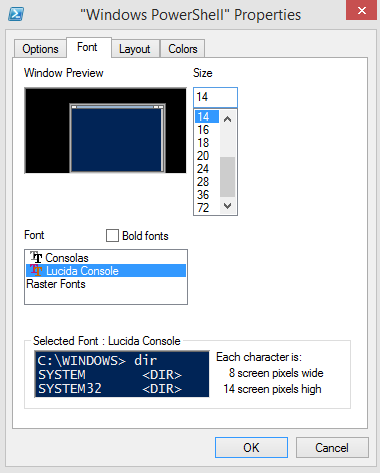 "Windows PowerShell" Properties
Options Font Layout Colors
Window Preview Size
14
14
16
18
20
24
28
36
72
Font Bold fonts
Consolas
Lucida Console
Raster Fonts
Selected Font : Lucida Console
C:\WINDOWS> dir
SYSTEM <DIR>
SYSTEM32 <DIR>
Each character is:
8 screen pixels wide
14 screen pixels high
OK Cancel